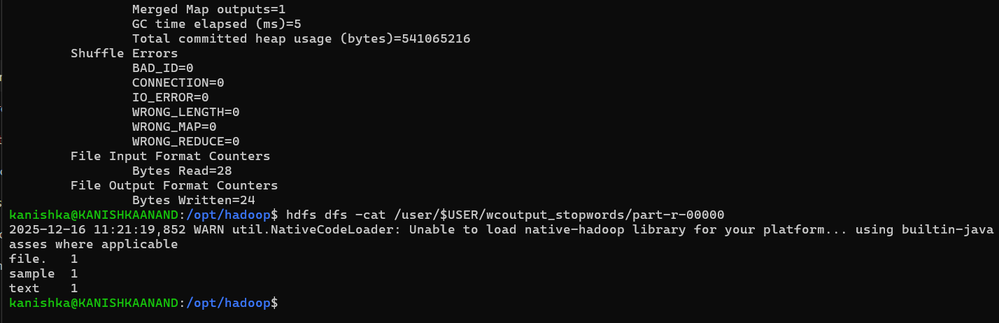 Merged Map outputs=1
GC time elapsed (ms)=5
Total committed heap usage (bytes)=541065216
Shuffle Errors
BAD_ID=0
CONNECTION=0
IO_ERROR=0
WRONG_LENGTH=0
WRONG_MAP=0
WRONG_REDUCE=0
File Input Format Counters
Bytes Read=28
File Output Format Counters
Bytes Written=24
kanishka@KANISHKAANAND:/opt/hadoop$ hdfs dfs -cat /user/$USER/wcoutput_stopwords/part-r-00000
2025-12-16 11:21:19,852 WARN util.NativeCodeLoader: Unable to load native-hadoop library for your platform... using builtin-java
asses where applicable
file. 1
sample 1
text 1
kanishka@KANISHKAANAND:/opt/hadoop$